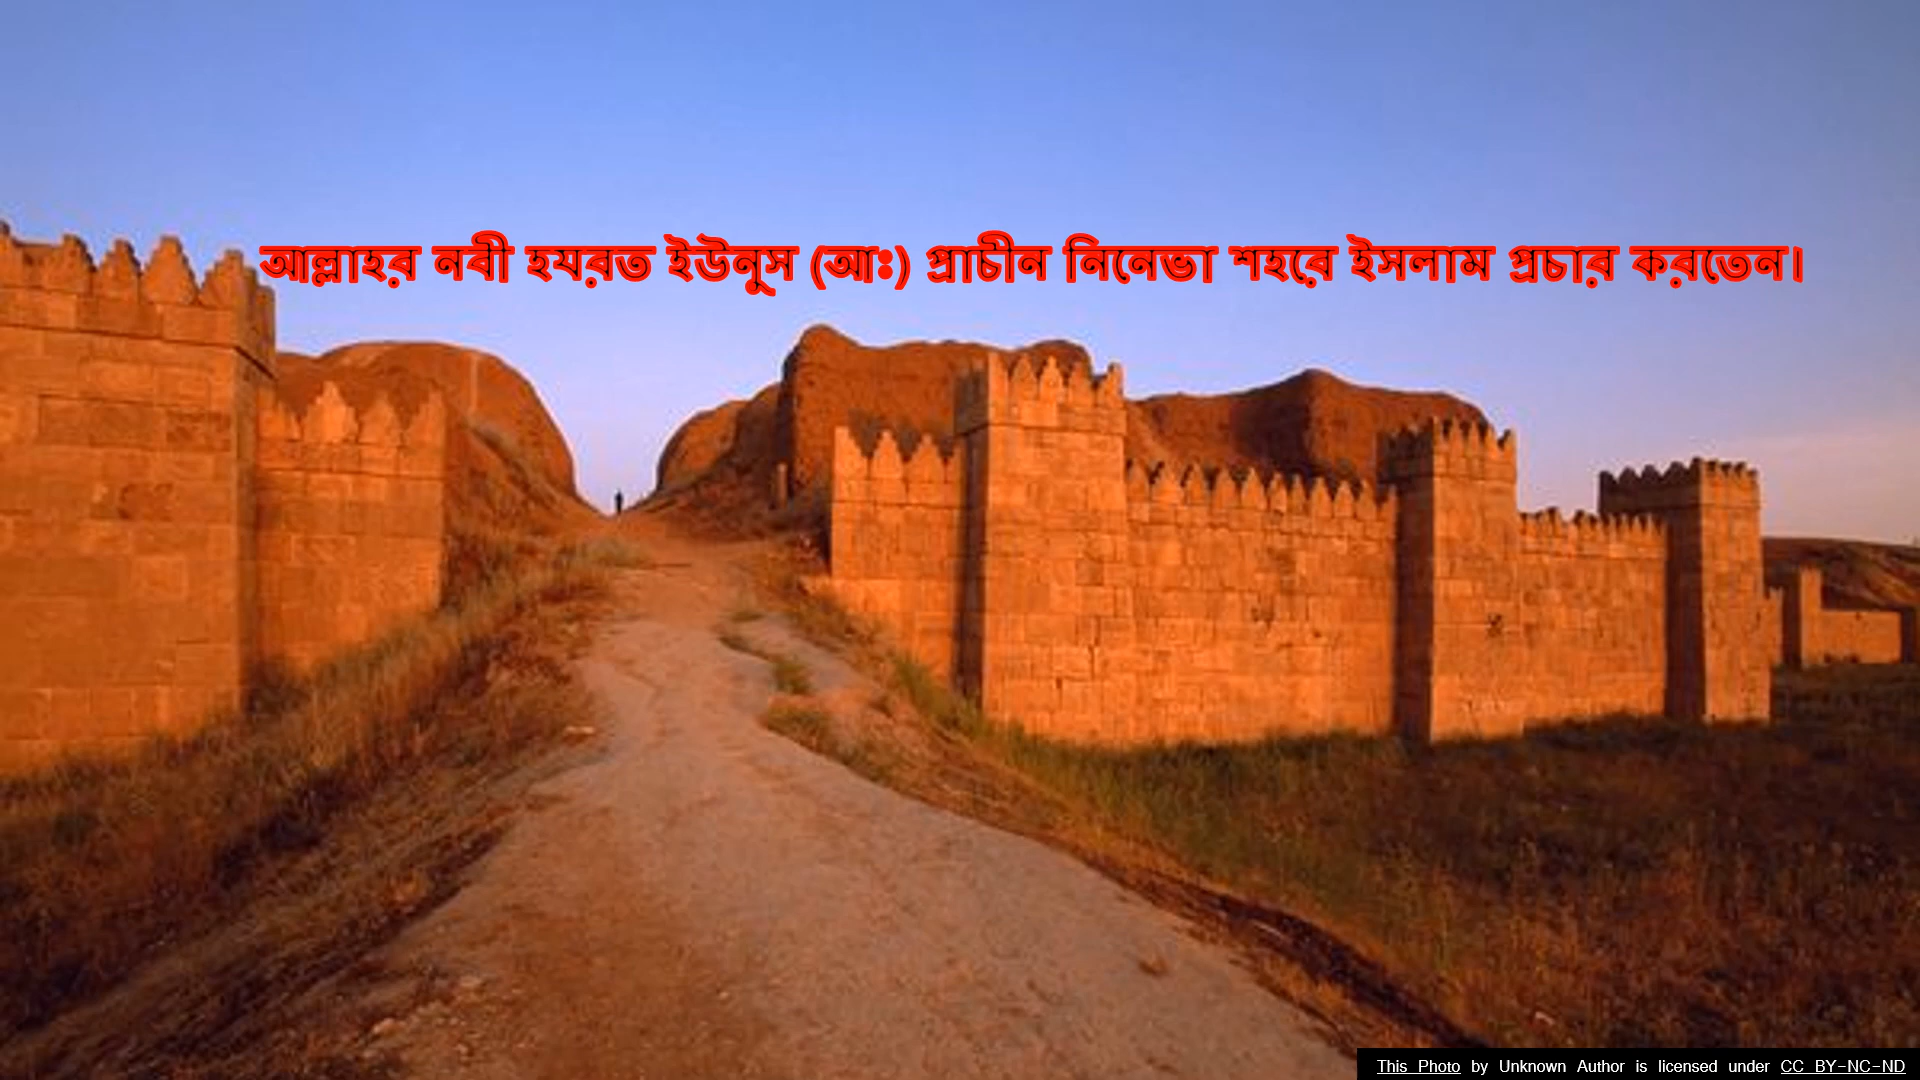 আল্লাহর নবী হযরত ইউনুস (আঃ) প্রাচীন নিনেভা শহরে ইসলাম প্রচার করতেন।
This Photo by Unknown Author is licensed under CC BY-NC-ND